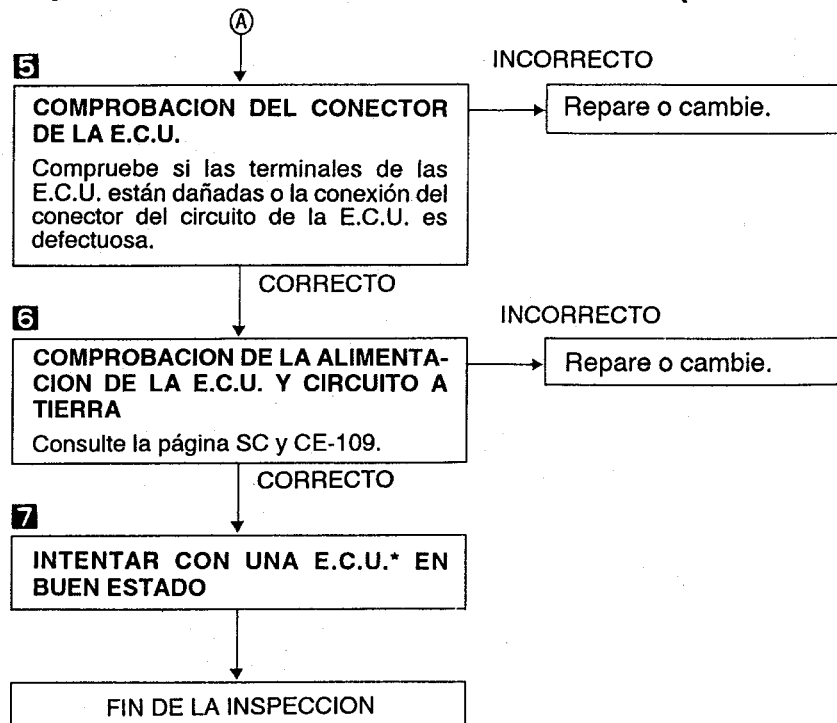 Ⓐ
5
INCORRECTO
COMPROBACION DEL CONECTOR
DE LA E.C.U.
Compruebe si las terminales de las
E.C.U. están dañadas o la conexión del
conector del circuito de la E.C.U. es
defectuosa.
Repare o cambie.
CORRECTO
6
INCORRECTO
COMPROBACION DE LA ALIMENTA-
CION DE LA E.C.U. Y CIRCUITO A
TIERRA
Consulte la página SC y CE-109.
Repare o cambie.
CORRECTO
7
INTENTAR CON UNA E.C.U.* EN
BUEN ESTADO
FIN DE LA INSPECCION